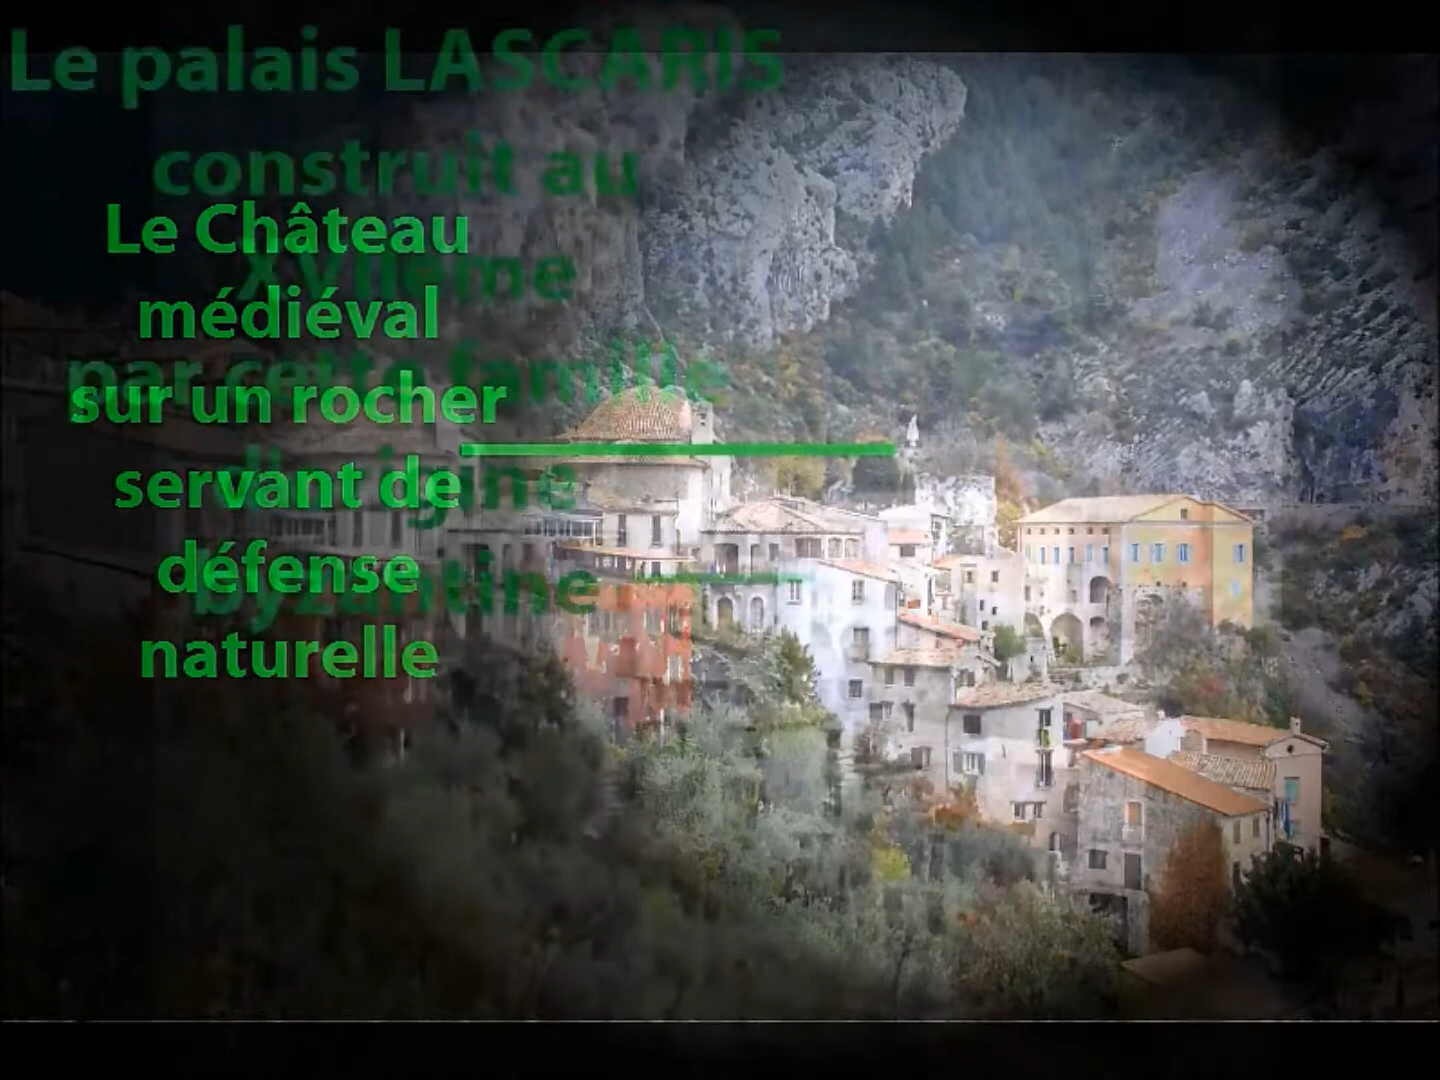 Le palais LASCARIS
construit au
XVIIème
par cette famille
d'origine
byzantine
Le Château
médiéval
sur un rocher
servant de
défense
naturelle